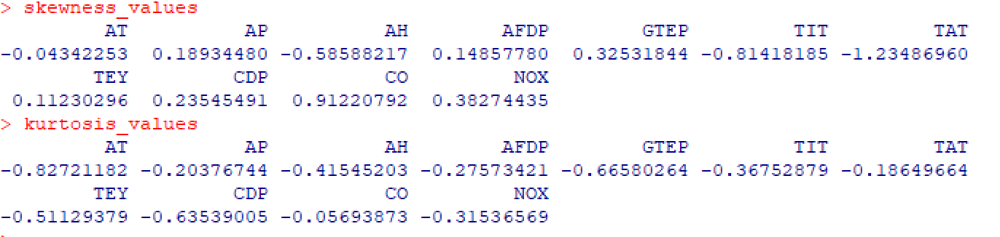 > skewness_values
AT AP AH AFDP GTEP TIT TAT
-0.04342253 0.18934480 -0.58588217 0.14857780 0.32531844 -0.81418185 -1.23486960
TEY CDP CO NOX
0.11230296 0.23545491 0.91220792 0.38274435
> kurtosis_values
AT AP AH AFDP GTEP TIT TAT
-0.82721182 -0.20376744 -0.41545203 -0.27573421 -0.66580264 -0.36752879 -0.18649664
TEY CDP CO NOX
-0.51129379 -0.63539005 -0.05693873 -0.31536569